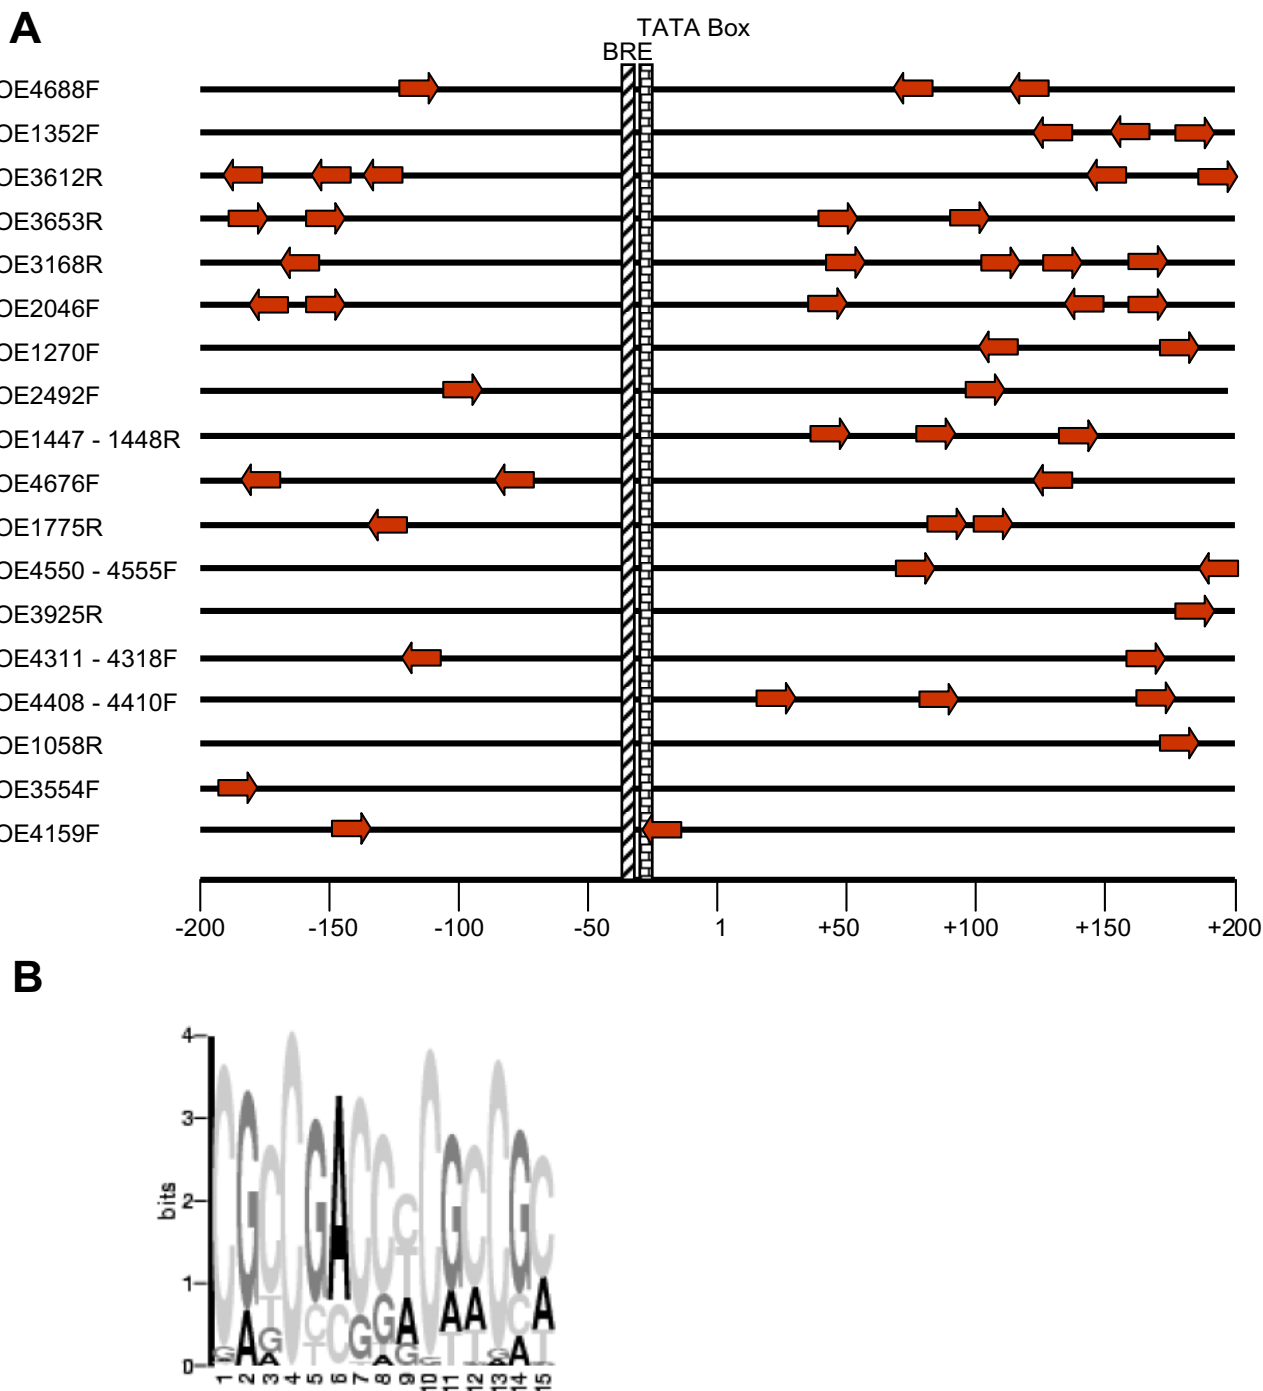 A
TATA Box
BRE
OE4688F
OE1352F
OE3612R
OE3653R
OE3168R
OE2046F
OE1270F
OE2492F
OE1447 - 1448R
OE4676F
OE1775R
OE4550 - 4555F
OE3925R
OE4311 - 4318F
OE4408 - 4410F
OE1058R
OE3554F
OE4159F
-200 -150 -100 -50 1 +50 +100 +150 +200
B
4
3
2
1
0
bits
C G C C G A C C C C G C C G C
T T A A A C A
A G C C G G A T T A T
1 2 3 4 5 6 7 8 9 10 11 12 13 14 15